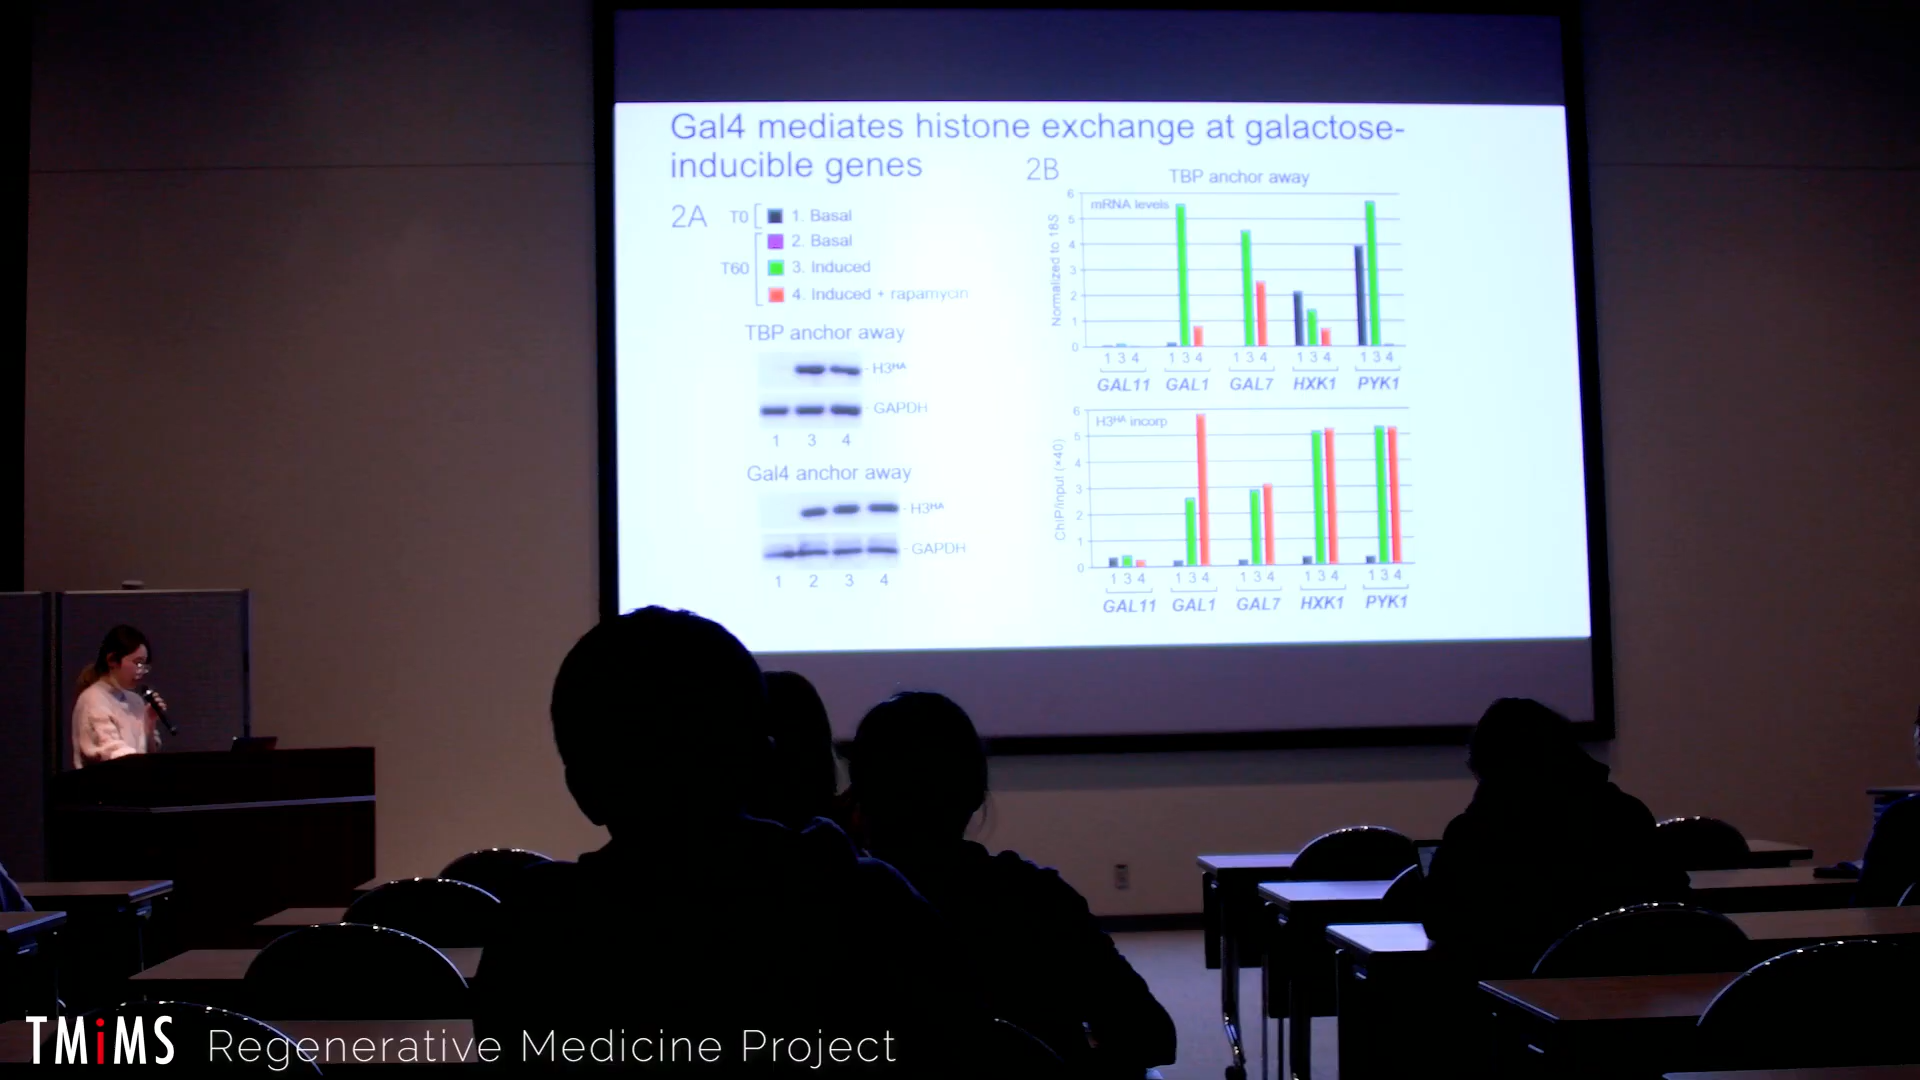 Gal4 mediates histone exchange at galactose-
inducible genes
2A
T0
1. Basal
T60
2. Basal
3. Induced
4. Induced + rapamycin
TBP anchor away
H3HA
GAPDH
1 3 4
Gal4 anchor away
H3HA
GAPDH
1 2 3 4
2B
TBP anchor away
mRNA levels
Normalized to 18S
6
5
4
3
2
1
0
1 3 4 1 3 4 1 3 4 1 3 4 1 3 4
GAL11 GAL1 GAL7 HXK1 PYK1
H3HA incorp
ChIP/input (×40)
6
5
4
3
2
1
0
1 3 4 1 3 4 1 3 4 1 3 4 1 3 4
GAL11 GAL1 GAL7 HXK1 PYK1
TMiMS Regenerative Medicine Project